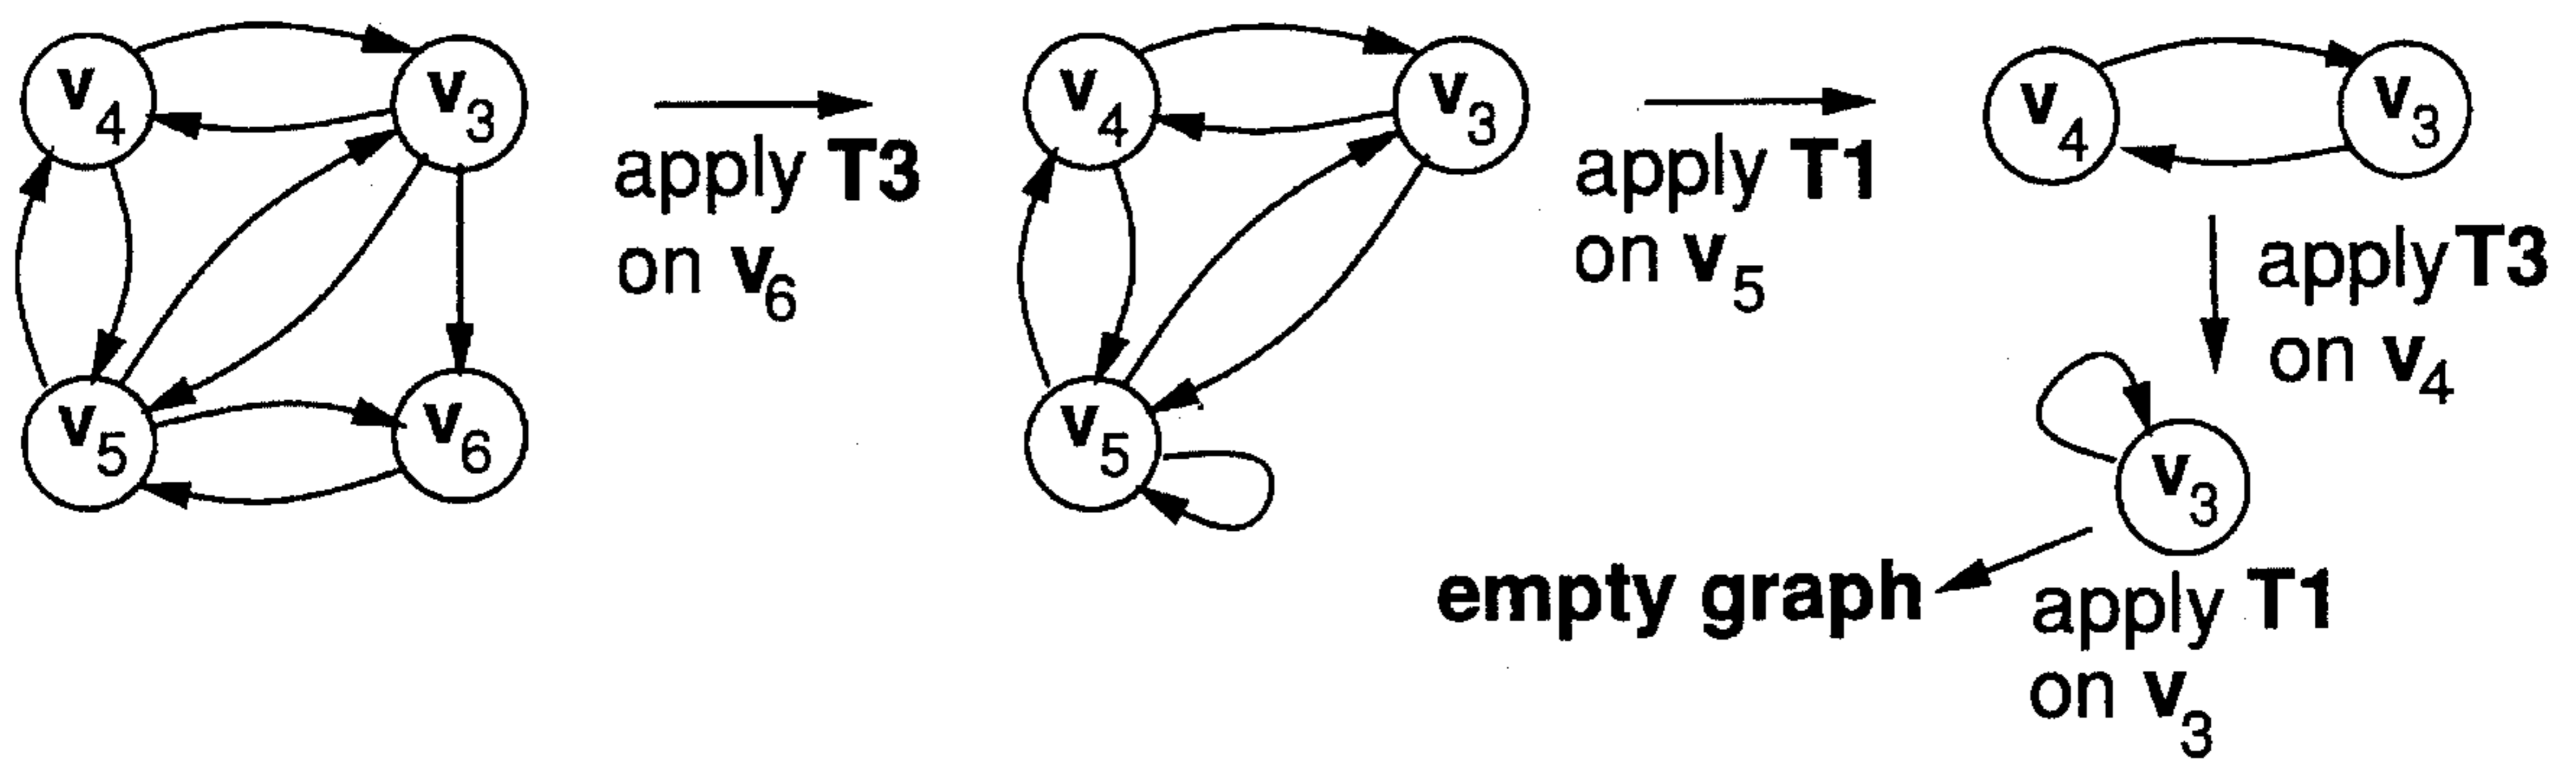 v4 v3
v5 v6
apply T3
on v6
v4 v3
v5
apply T1
on v5
v4 v3
apply T3
on v4
v3
apply T1
on v3
empty graph